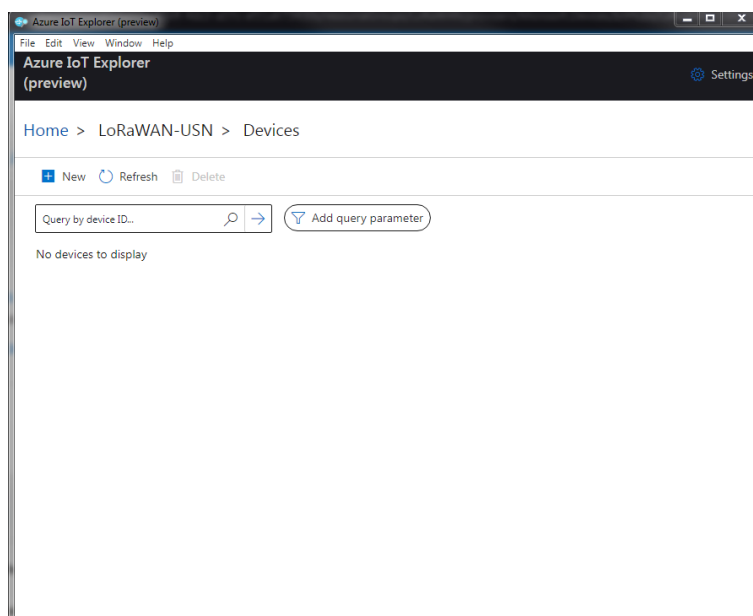 Azure IoT Explorer (preview)
File Edit View Window Help
Azure IoT Explorer
(preview)
Settings
Home > LoRaWAN-USN > Devices
New Refresh Delete
Query by device ID... Add query parameter
No devices to display